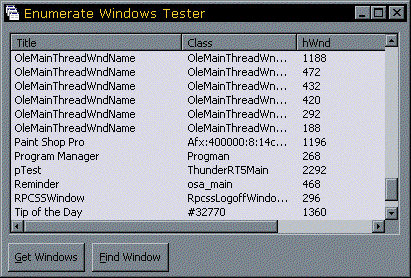 Enumerate Windows Tester
Title Class hWnd
OleMainThreadWndName OleMainThreadWn... 1188
OleMainThreadWndName OleMainThreadWn... 472
OleMainThreadWndName OleMainThreadWn... 432
OleMainThreadWndName OleMainThreadWn... 420
OleMainThreadWndName OleMainThreadWn... 292
OleMainThreadWndName OleMainThreadWn... 188
Paint Shop Pro Afx:400000:8:14c... 1196
Program Manager Progman 268
pTest ThunderRT5Main 2292
Reminder osa_main 468
RPCSSWindow RpcssLogoffWindo... 296
Tip of the Day #32770 1360
Get Windows Find Window